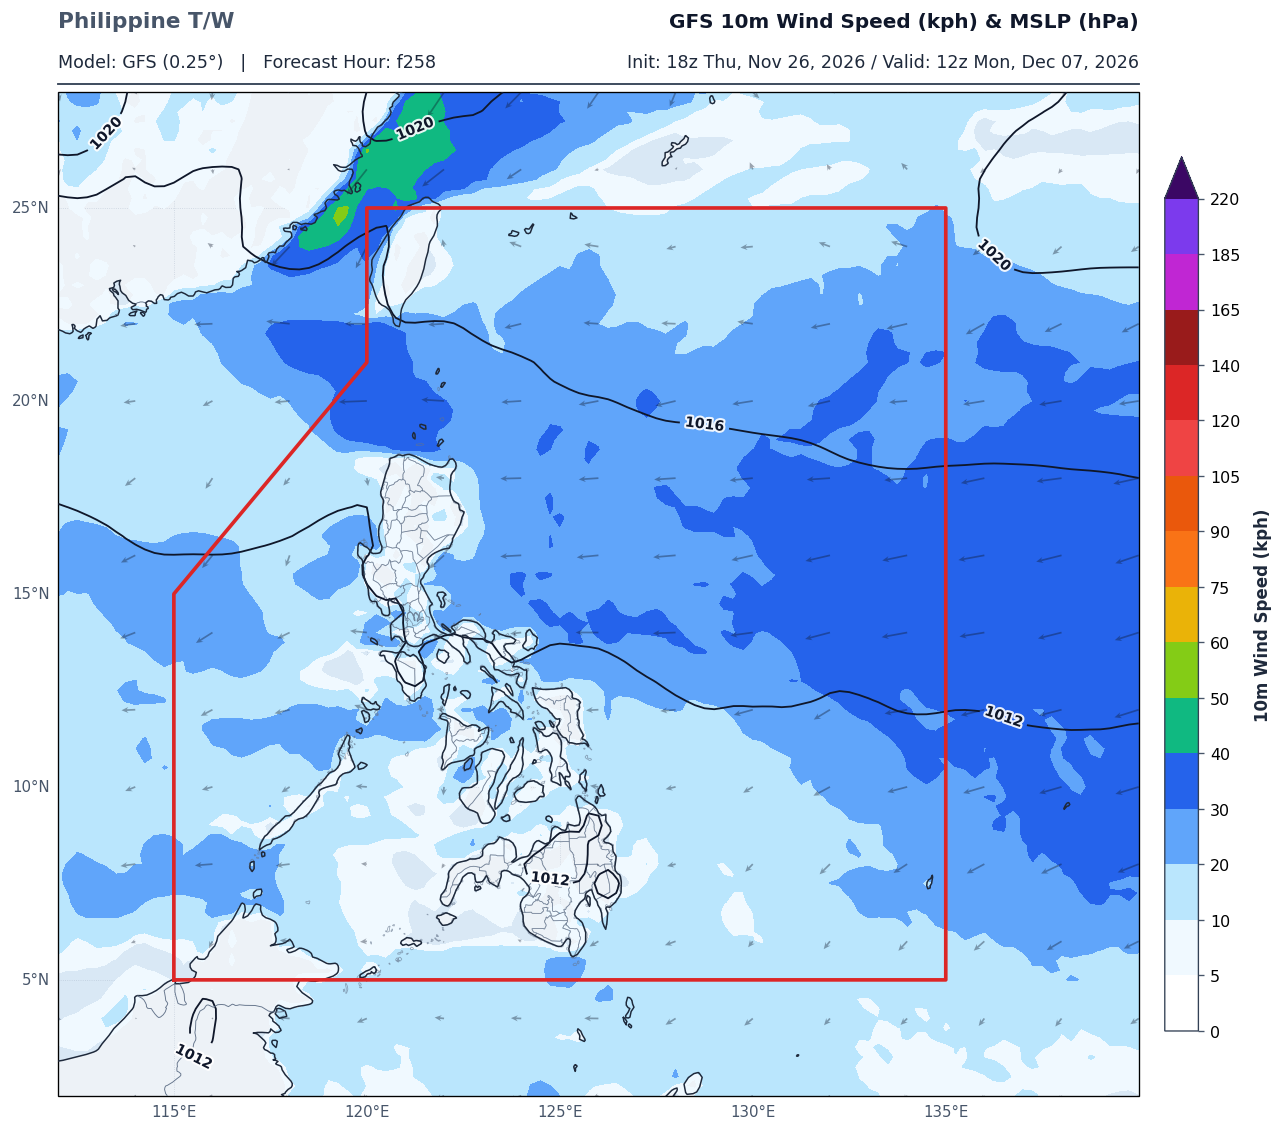 Philippine T/W
GFS 10m Wind Speed (kph) & MSLP (hPa)
Model: GFS (0.25°) | Forecast Hour: f258
Init: 18z Thu, Nov 26, 2026 / Valid: 12z Mon, Dec 07, 2026
1020
1020
1020
1016
1012
1012
1012
25°N
20°N
15°N
10°N
5°N
115°E
120°E
125°E
130°E
135°E
220
185
165
140
120
105
90
75
60
50
40
30
20
10
5
0
10m Wind Speed (kph)